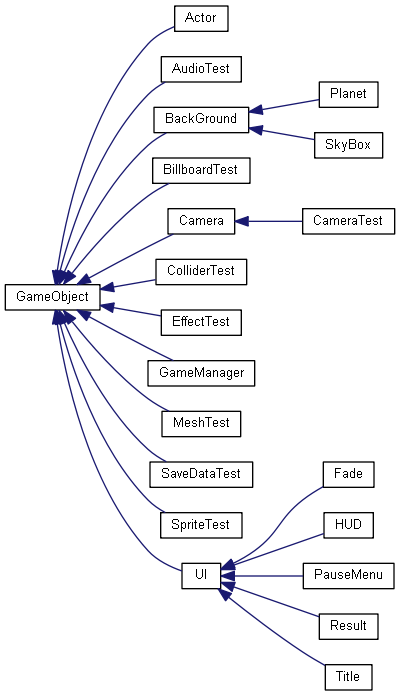 Actor
AudioTest
Planet
BackGround
SkyBox
BillboardTest
Camera
CameraTest
ColliderTest
GameObject
EffectTest
GameManager
MeshTest
SaveDataTest
Fade
SpriteTest
HUD
UI
PauseMenu
Result
Title